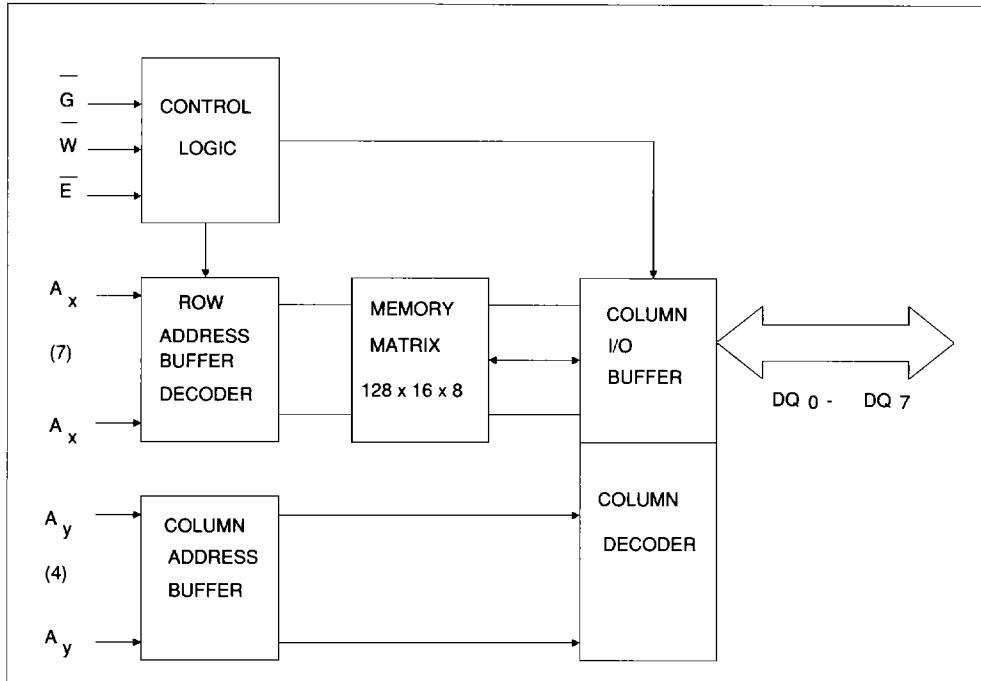 G
W
E
CONTROL
LOGIC
A x
(7)
A x
ROW
ADDRESS
BUFFER
DECODER
MEMORY
MATRIX
128 x 16 x 8
COLUMN
I/O
BUFFER
DQ 0 - DQ 7
A y
(4)
A y
COLUMN
ADDRESS
BUFFER
COLUMN
DECODER